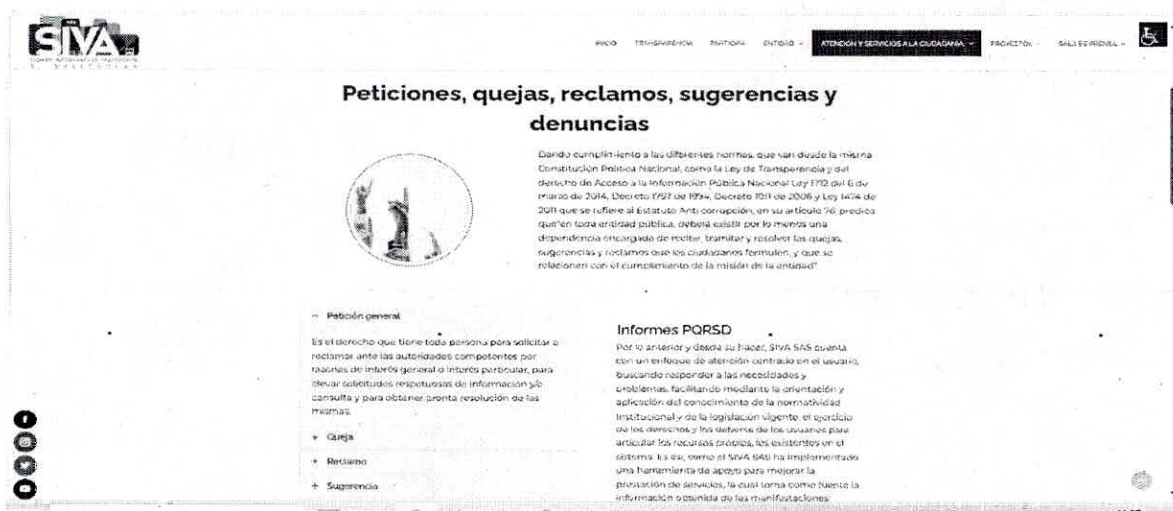 SIVA
INICIO TRANSPARENCIA PARTICIPA ENTIDAD ATENCIÓN Y SERVICIOS A LA CIUDADANÍA PROYECTOS SALA DE PRENSA
Peticiones, quejas, reclamos, sugerencias y
denuncias
Dando cumplimiento a las diferentes normas, que van desde la misma
Constitución Política Nacional, como la Ley de Transparencia y del
derecho de Acceso a la Información Pública Nacional Ley 1712 del 6 de
marzo de 2014, Decreto de 1994, Decreto de 2006 y Ley 1474 de
2011 que se refiere al Estatuto Anti corrupción, en su artículo 76, predica
que"en toda entidad pública, deberá existir por lo menos una
dependencia encargada de recibir, tramitar y resolver las quejas,
sugerencias y reclamos que los ciudadanos formulen, y que se
relacionen con el cumplimiento de la misión de la entidad"
− Petición general
Es el derecho que tiene toda persona para solicitar o
reclamar ante las autoridades competentes por
razones de interés general o interés particular, para
elevar solicitudes respetuosas de información y/o
consulta y para obtener pronta resolución de las
mismas.
+ Queja
+ Reclamo
+ Sugerencia
Informes PQRSD
Por lo anterior y desde su hacer, SIVA SAS cuenta
con un enfoque de atención centrado en el usuario,
buscando responder a las necesidades y
problemas, facilitando mediante la orientación y
aplicación del conocimiento de la normatividad
Institucional y de la legislación vigente, el ejercicio
de los derechos y los deberes de los usuarios para
articular los recursos propios, los existentes en el
sistema. Es así, como el SIVA SAS ha implementado
una herramienta de apoyo para mejorar la
prestación de servicios, la cual toma como fuente la
información obtenida de las manifestaciones